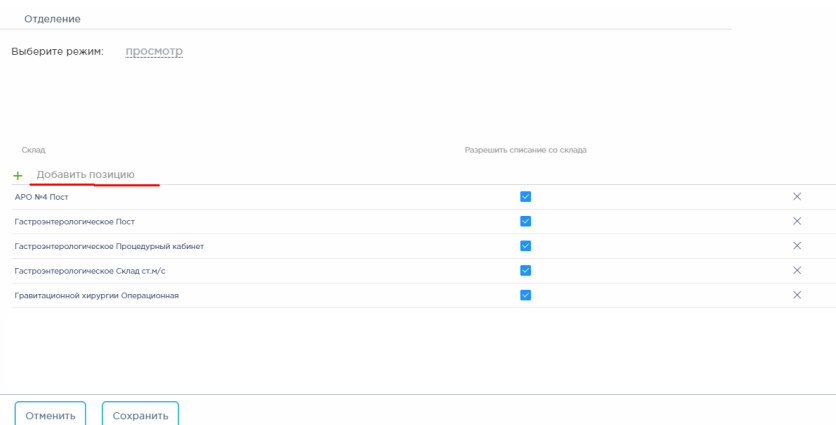 Отделение
Выберите режим: просмотр
Склад Разрешить списание со склада
+ Добавить позицию
АРО №4 Пост
Гастроэнтерологическое Пост
Гастроэнтерологическое Процедурный кабинет
Гастроэнтерологическое Склад ст.м/с
Гравитационной хирургии Операционная
Отменить Сохранить